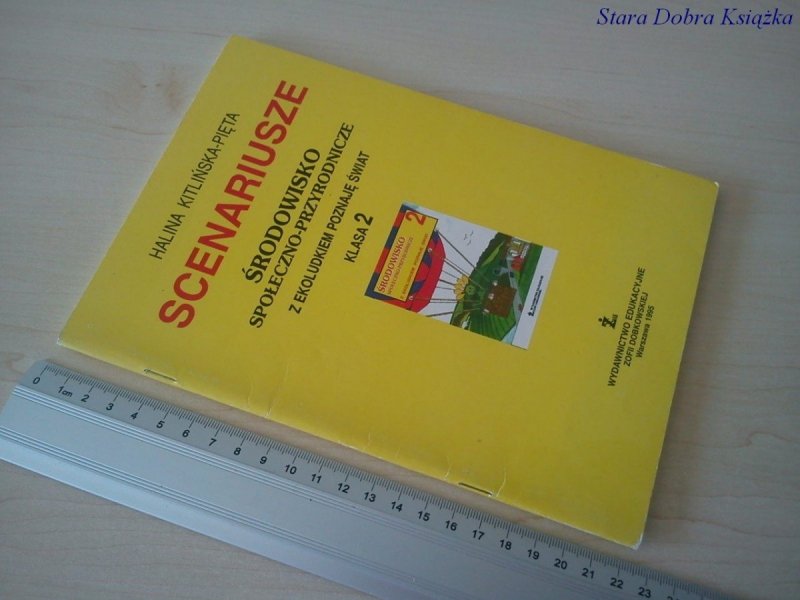 Stara Dobra Książka
HALINA KITLIŃSKA-PIĘTA
SCENARIUSZE
ŚRODOWISKO
SPOŁECZNO-PRZYRODNICZE
Z EKOLUDKIEM POZNAJĘ ŚWIAT
KLASA 2
ŚRODOWISKO
2
WYDAWNICTWO EDUKACYJNE
ZOFII DOBKOWSKIEJ
Warszawa 1995
0 1cm 2 3 4 5 6 7 8 9 10 11 12 13 14 15 16 17 18 19 20 21 22 23